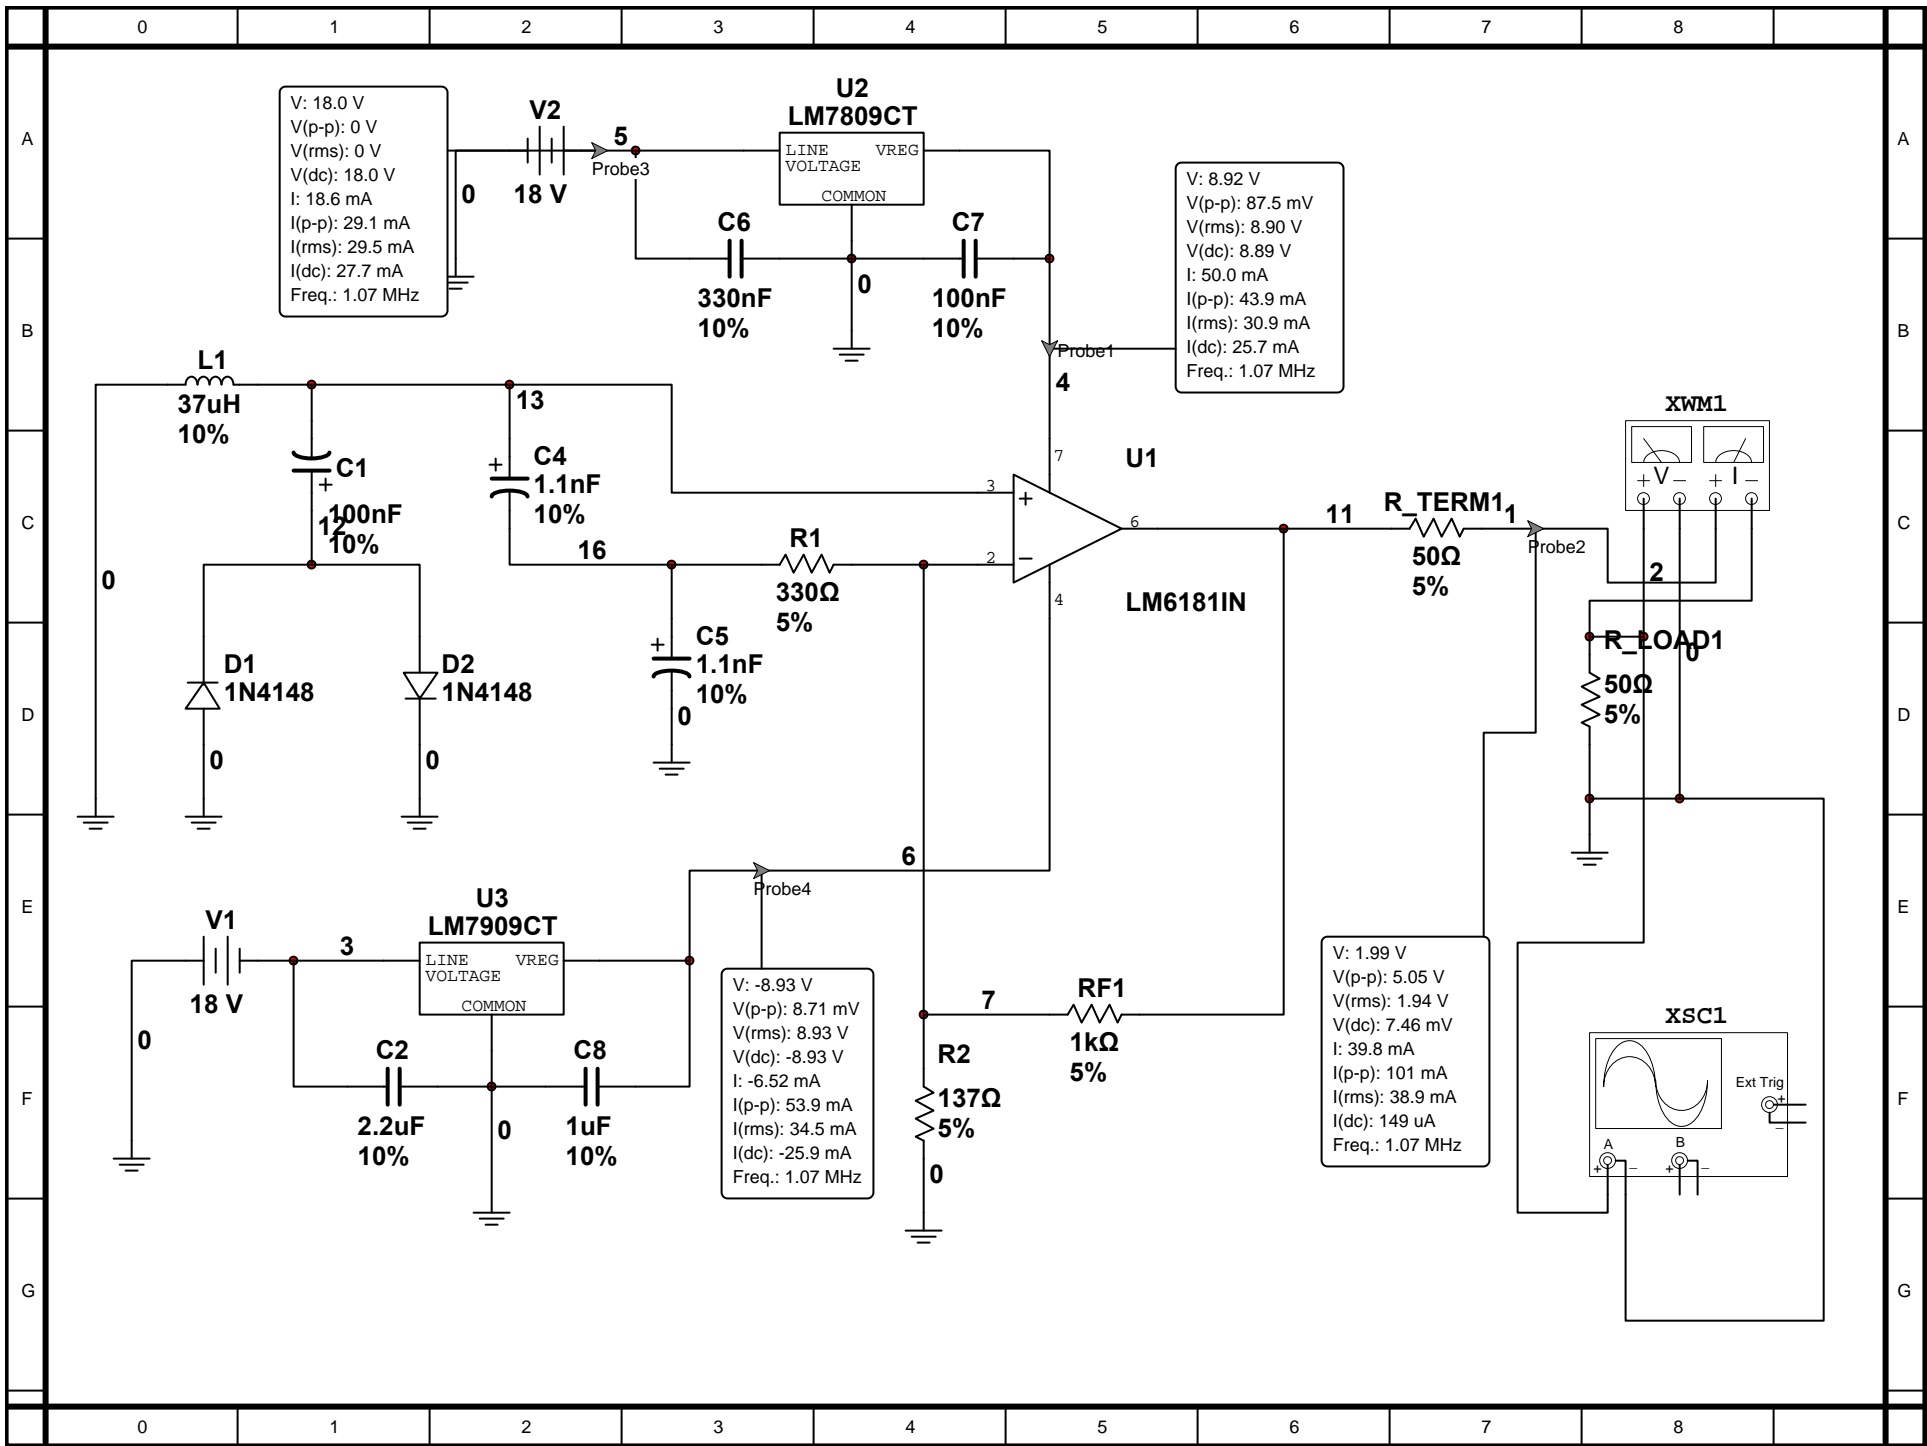 0 1 2 3 4 5 6 7 8
A
A
V: 18.0 V
V(p-p): 0 V
V(rms): 0 V
V(dc): 18.0 V
I: 18.6 mA
I(p-p): 29.1 mA
I(rms): 29.5 mA
I(dc): 27.7 mA
Freq.: 1.07 MHz
V2
18 V
0
5
Probe3
U2
LM7809CT
LINE
VOLTAGE
VREG
COMMON
C6
330nF
10%
0
C7
100nF
10%
V: 8.92 V
V(p-p): 87.5 mV
V(rms): 8.90 V
V(dc): 8.89 V
I: 50.0 mA
I(p-p): 43.9 mA
I(rms): 30.9 mA
I(dc): 25.7 mA
Freq.: 1.07 MHz
Probe1
4
B
B
L1
37uH
10%
13
C
C
C1
100nF
10%
12
C4
1.1nF
10%
16
R1
330Ω
5%
0
3
2
7
4
6
+
−
U1
LM6181IN
11
R_TERM1
50Ω
5%
1
Probe2
XWM1
V
I
+ − + −
2
R_LOAD1
50Ω
5%
0
D
D
D1
1N4148
0
D2
1N4148
0
+
+
+
C5
1.1nF
10%
0
E
E
V1
18 V
0
3
U3
LM7909CT
LINE
VOLTAGE
VREG
COMMON
6
Probe4
V: -8.93 V
V(p-p): 8.71 mV
V(rms): 8.93 V
V(dc): -8.93 V
I: -6.52 mA
I(p-p): 53.9 mA
I(rms): 34.5 mA
I(dc): -25.9 mA
Freq.: 1.07 MHz
7
RF1
1kΩ
5%
V: 1.99 V
V(p-p): 5.05 V
V(rms): 1.94 V
V(dc): 7.46 mV
I: 39.8 mA
I(p-p): 101 mA
I(rms): 38.9 mA
I(dc): 149 uA
Freq.: 1.07 MHz
F
F
C2
2.2uF
10%
0
C8
1uF
10%
R2
137Ω
5%
0
XSC1
Ext Trig
+
−
A
B
+ − + −
G
G
0 1 2 3 4 5 6 7 8